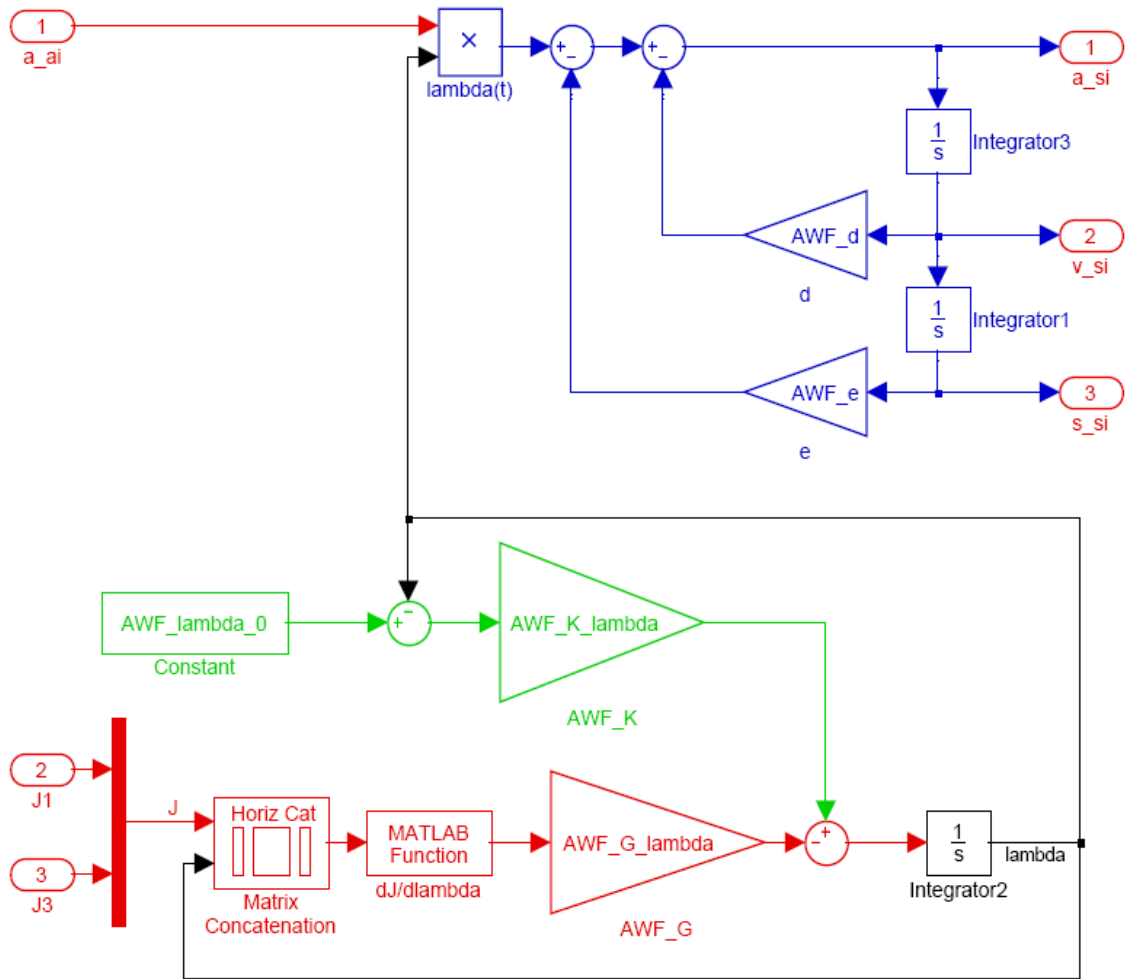 1
a_ai
×
lambda(t)
+
−
+
−
1
a_si
1
s
Integrator3
AWF_d
d
2
v_si
1
s
Integrator1
AWF_e
e
3
s_si
AWF_lambda_0
Constant
+
−
AWF_K_lambda
AWF_K
2
J1
3
J3
J
Horiz Cat
Matrix
Concatenation
MATLAB
Function
dJ/dlambda
AWF_G_lambda
AWF_G
+
−
1
s
Integrator2
lambda